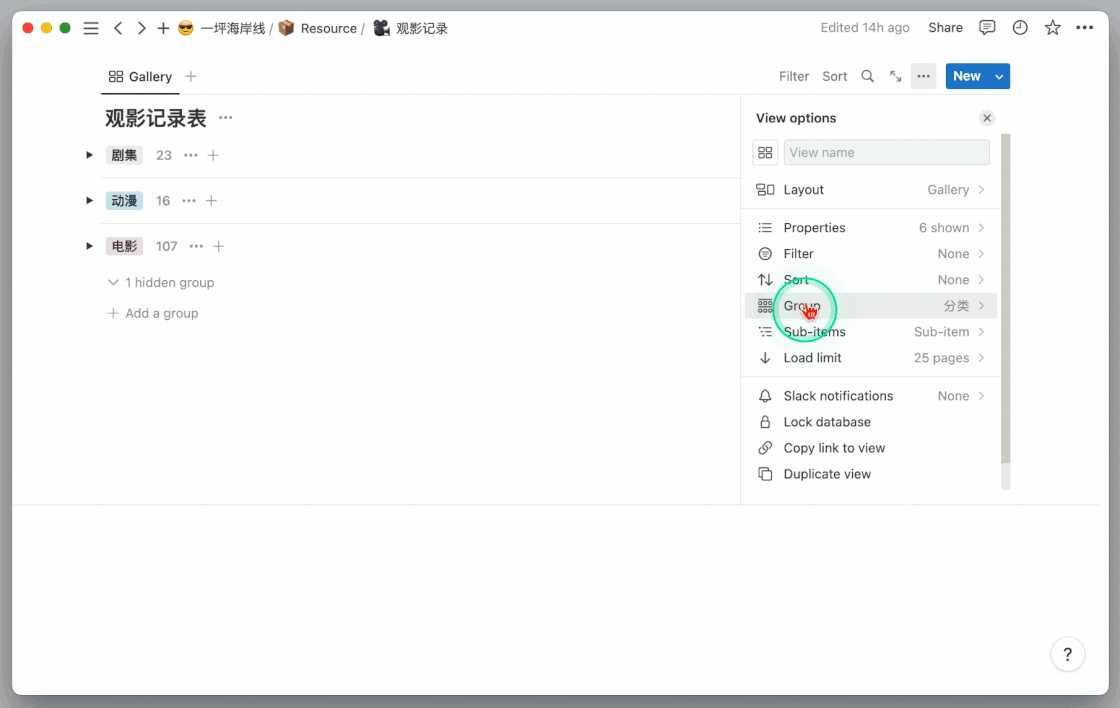 一坪海岸线 / Resource / 观影记录 Edited 14h ago Share
Gallery Filter Sort New
观影记录表
剧集 23
动漫 16
电影 107
1 hidden group
Add a group
View options
View name
Layout Gallery
Properties 6 shown
Filter None
Sort None
Group 分类
Sub-items Sub-item
Load limit 25 pages
Slack notifications None
Lock database
Copy link to view
Duplicate view
?